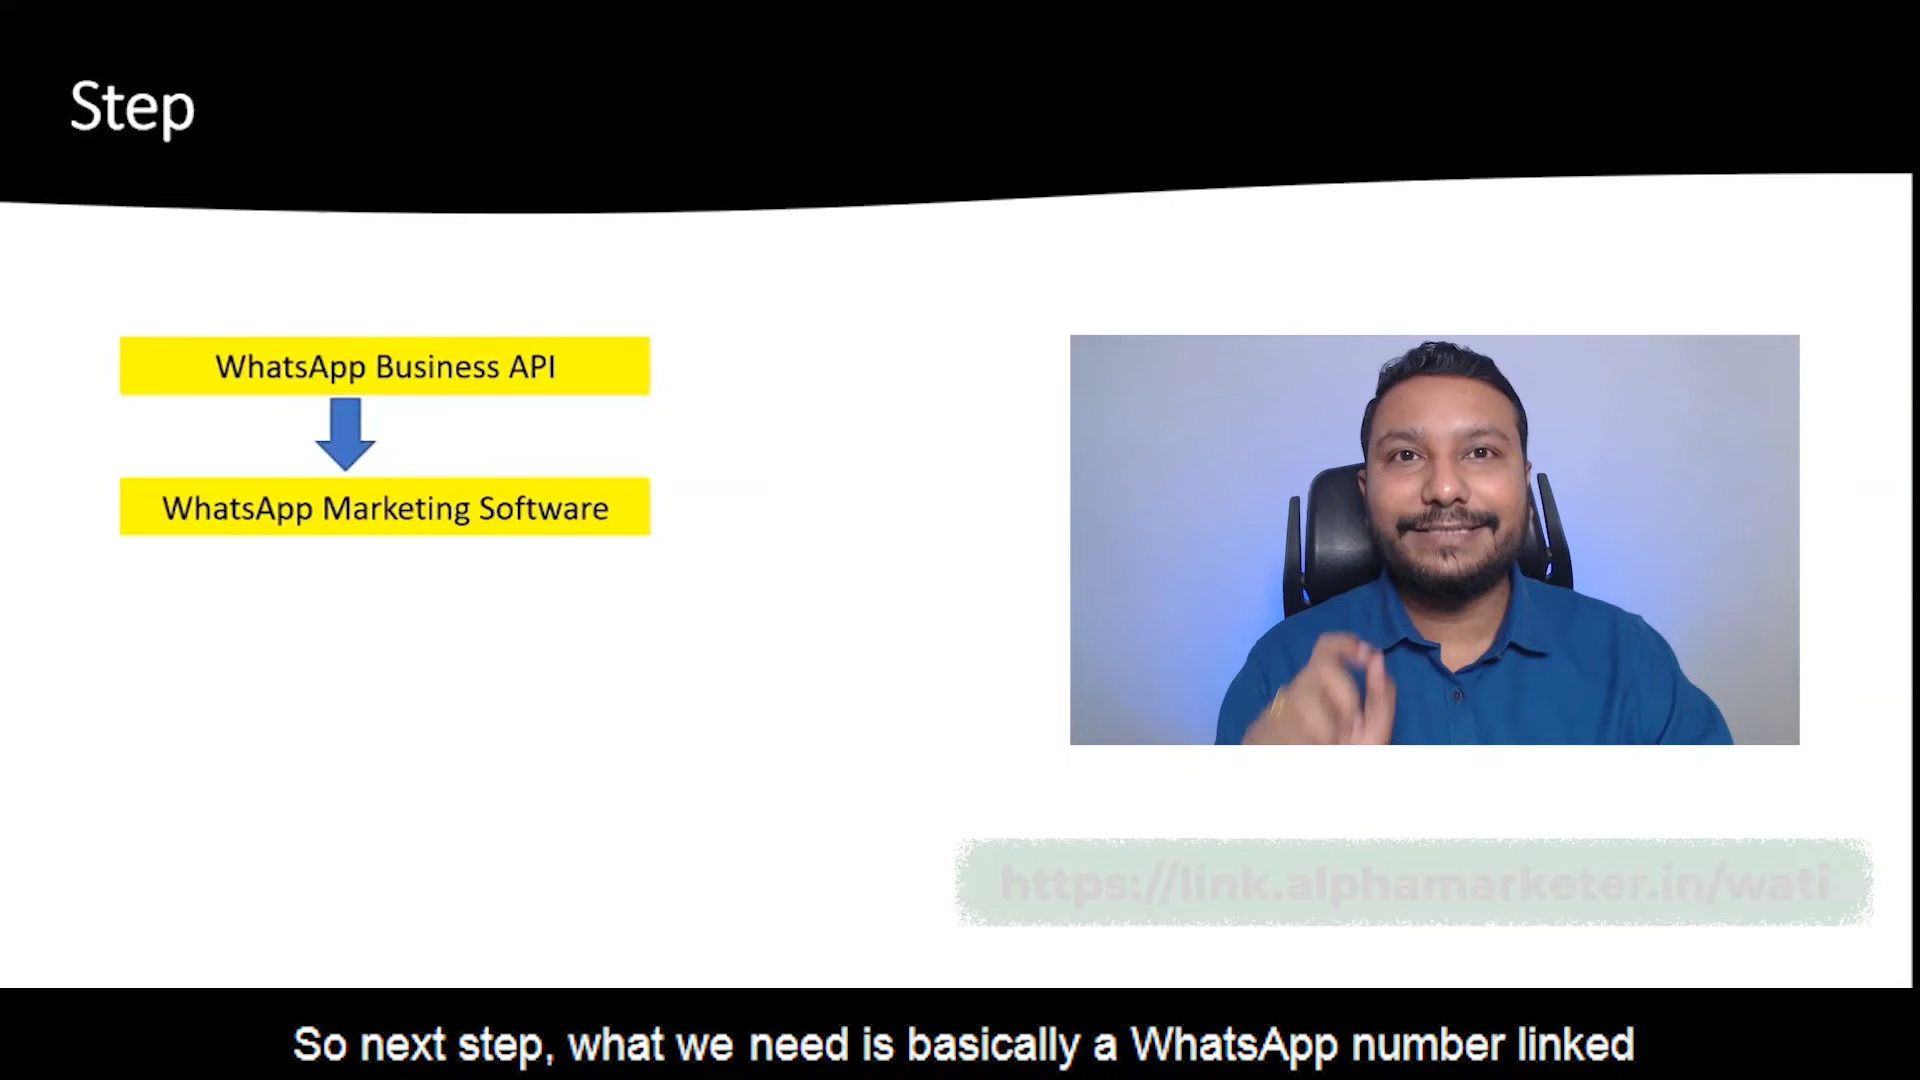 Step
WhatsApp Business API
WhatsApp Marketing Software
https://link.alphamarketer.in/wati
So next step, what we need is basically a WhatsApp number linked